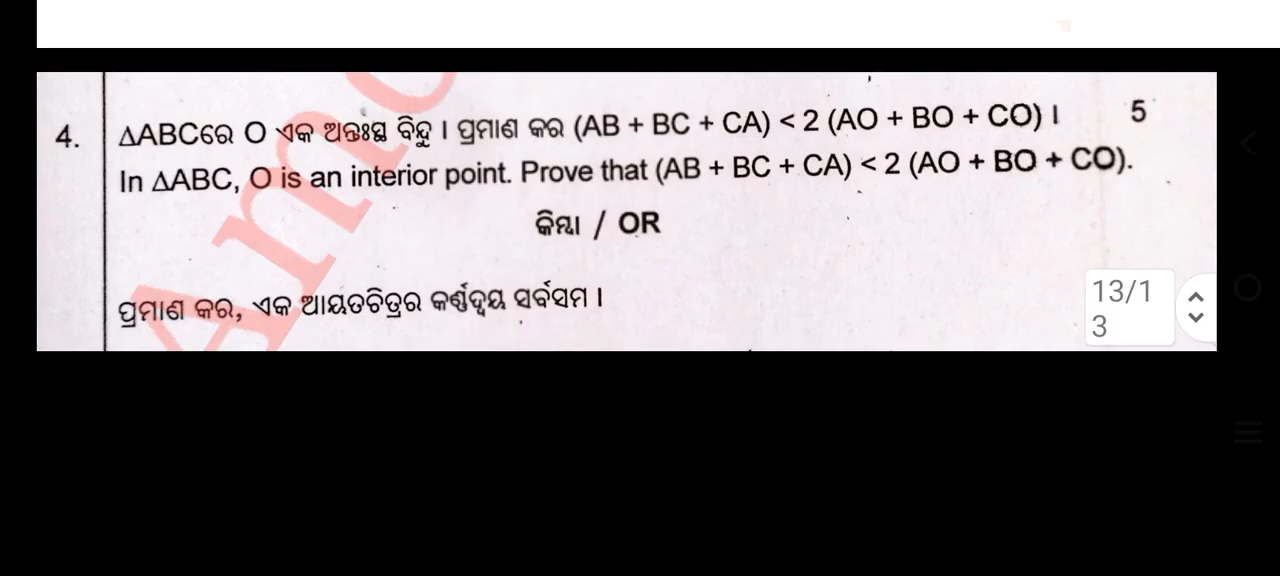 4. ΔABCରେ O ଏକ ଅନ୍ତଃସ୍ଥ ବିନ୍ଦୁ । ପ୍ରମାଣ କର (AB + BC + CA) < 2 (AO + BO + CO) । 5
In ΔABC, O is an interior point. Prove that (AB + BC + CA) < 2 (AO + BO + CO).
କିମ୍ବା / OR
ପ୍ରମାଣ କର, ଏକ ଆୟତଚିତ୍ରର କର୍ଣ୍ଣଦ୍ୱୟ ସର୍ବସମ ।
13/1
3